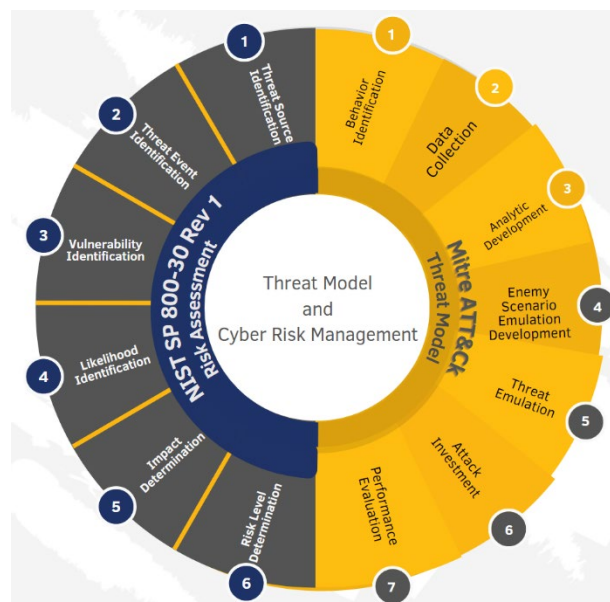 Threat Model
and
Cyber Risk Management
NIST SP 800-30 Rev 1
Risk Assessment
1
Threat Source
Identification
2
Threat Event
Identification
3
Vulnerability
Identification
4
Likelihood
Identification
5
Impact
Determination
6
Risk Level
Determination
Mitre ATT&Ck
Threat Model
1
Behavior
Identification
2
Data
Collection
3
Analytic
Development
4
Enemy
Scenario
Emulation
Development
5
Threat
Emulation
6
Attack
Investment
7
Performance
Evaluation